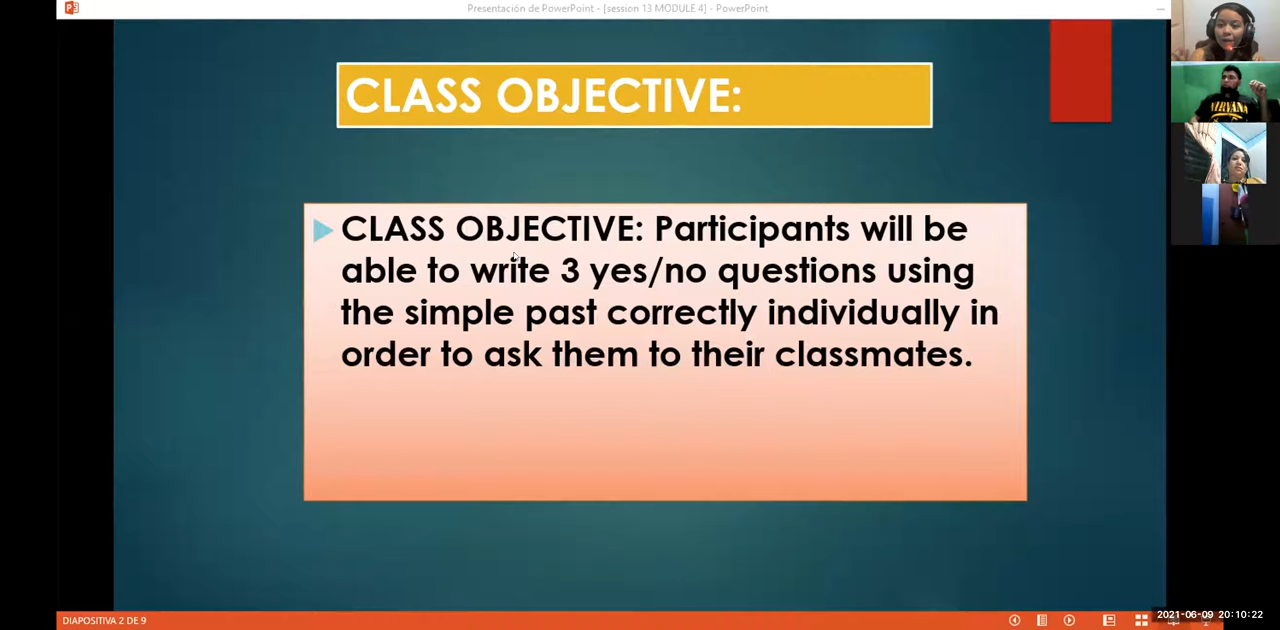 Presentación de PowerPoint - [session 13 MODULE 4] - PowerPoint
CLASS OBJECTIVE:
CLASS OBJECTIVE: Participants will be
able to write 3 yes/no questions using
the simple past correctly individually in
order to ask them to their classmates.
NIRVANA
DIAPOSITIVA 2 DE 9
2021-06-09 20:10:22